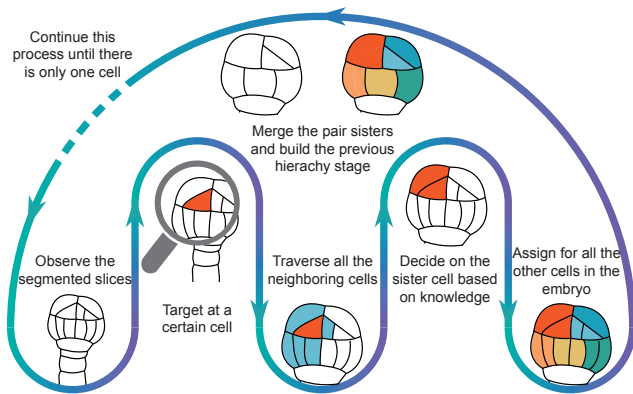 Continue this
process until there
is only one cell
Merge the pair sisters
and build the previous
hierachy stage
Observe the
segmented slices
Target at a
certain cell
Traverse all the
neighboring cells
Decide on the
sister cell based
on knowledge
Assign for all the
other cells in the
embryo